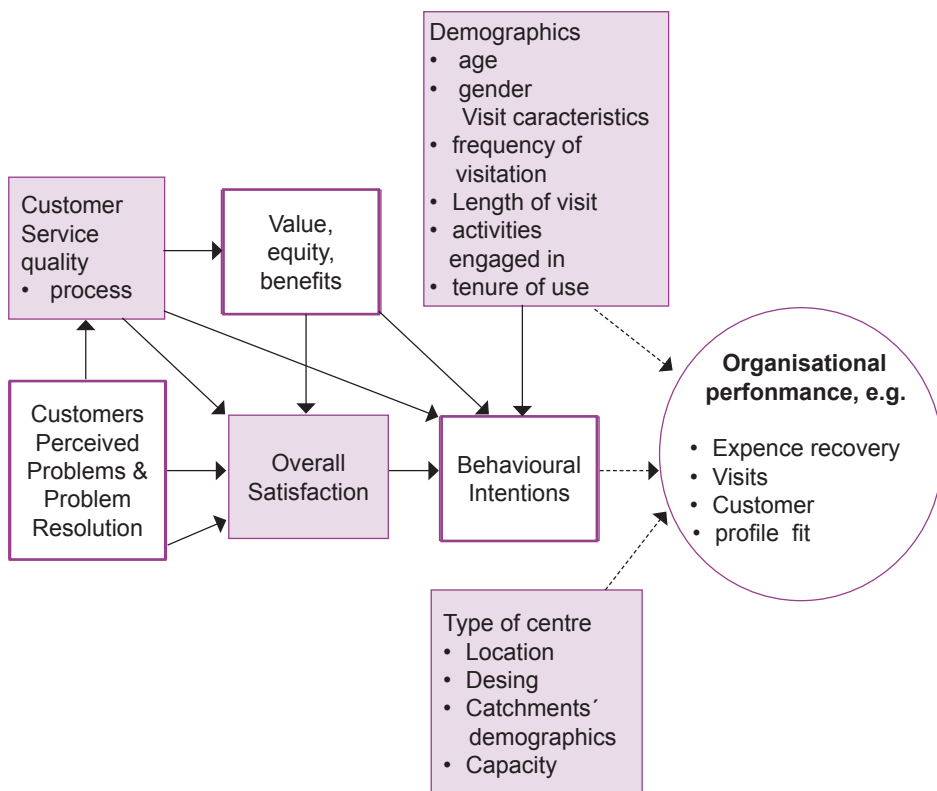 Demographics
• age
• gender
Visit caracteristics
• frequency of
visitation
• Length of visit
• activities
engaged in
• tenure of use
Customer
Service
quality
• process
Value,
equity,
benefits
Customers
Perceived
Problems &
Problem
Resolution
Overall
Satisfaction
Behavioural
Intentions
Organisational
perfonmance, e.g.
• Expence recovery
• Visits
• Customer
• profile fit
Type of centre
• Location
• Desing
• Catchments´
demographics
• Capacity